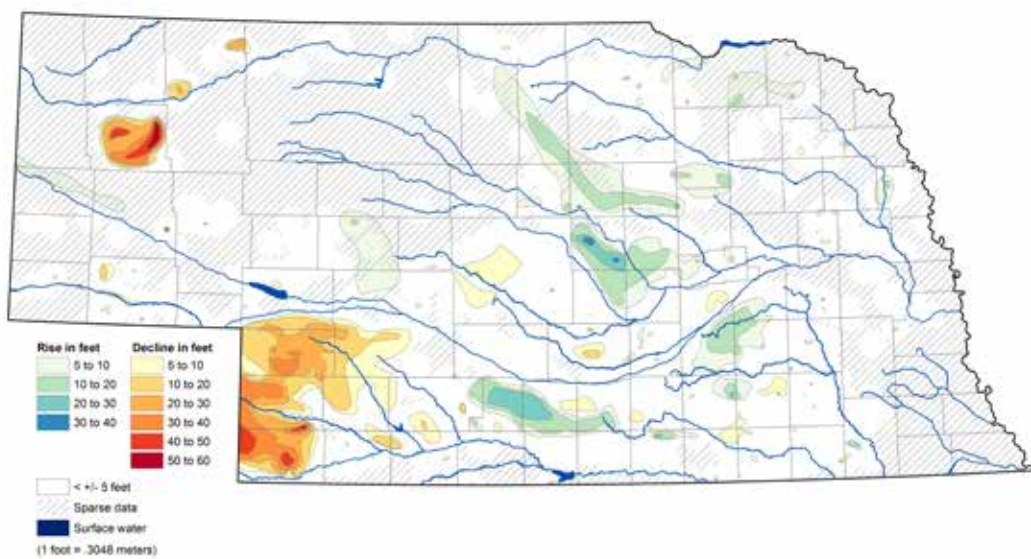 Rise in feet
5 to 10
10 to 20
20 to 30
30 to 40
Decline in feet
5 to 10
10 to 20
20 to 30
30 to 40
40 to 50
50 to 60
< +/- 5 feet
Sparse data
Surface water
(1 foot = .3048 meters)